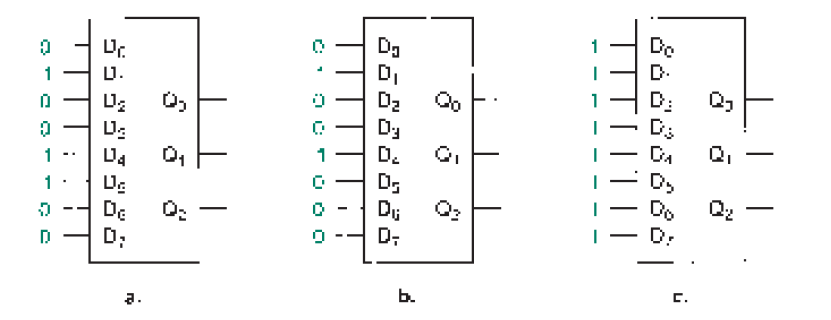 0 D₀ 0 D₀ 1 D₀
1 D₁ 1 D₁ 1 D₁
0 D₂ Q₀ 0 D₂ Q₀ 1 D₂ Q₀
0 D₃ 0 D₃ 1 D₃
1 D₄ Q₁ 1 D₄ Q₁ 1 D₄ Q₁
1 D₅ 0 D₅ 1 D₅
0 D₆ Q₂ 0 D₆ Q₂ 1 D₆ Q₂
0 D₇ 0 D₇ 1 D₇
a. b. c.